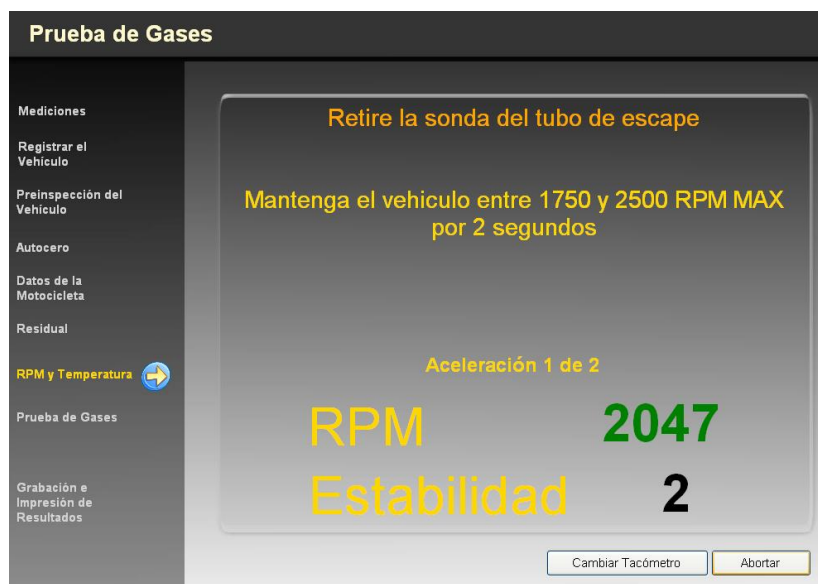 Prueba de Gases
Mediciones
Registrar el
Vehículo
Preinspección del
Vehículo
Autocero
Datos de la
Motocicleta
Residual
RPM y Temperatura
Prueba de Gases
Grabación e
Impresión de
Resultados
Retire la sonda del tubo de escape
Mantenga el vehiculo entre 1750 y 2500 RPM MAX
por 2 segundos
Aceleración 1 de 2
RPM 2047
Estabilidad 2
Cambiar Tacómetro Abortar